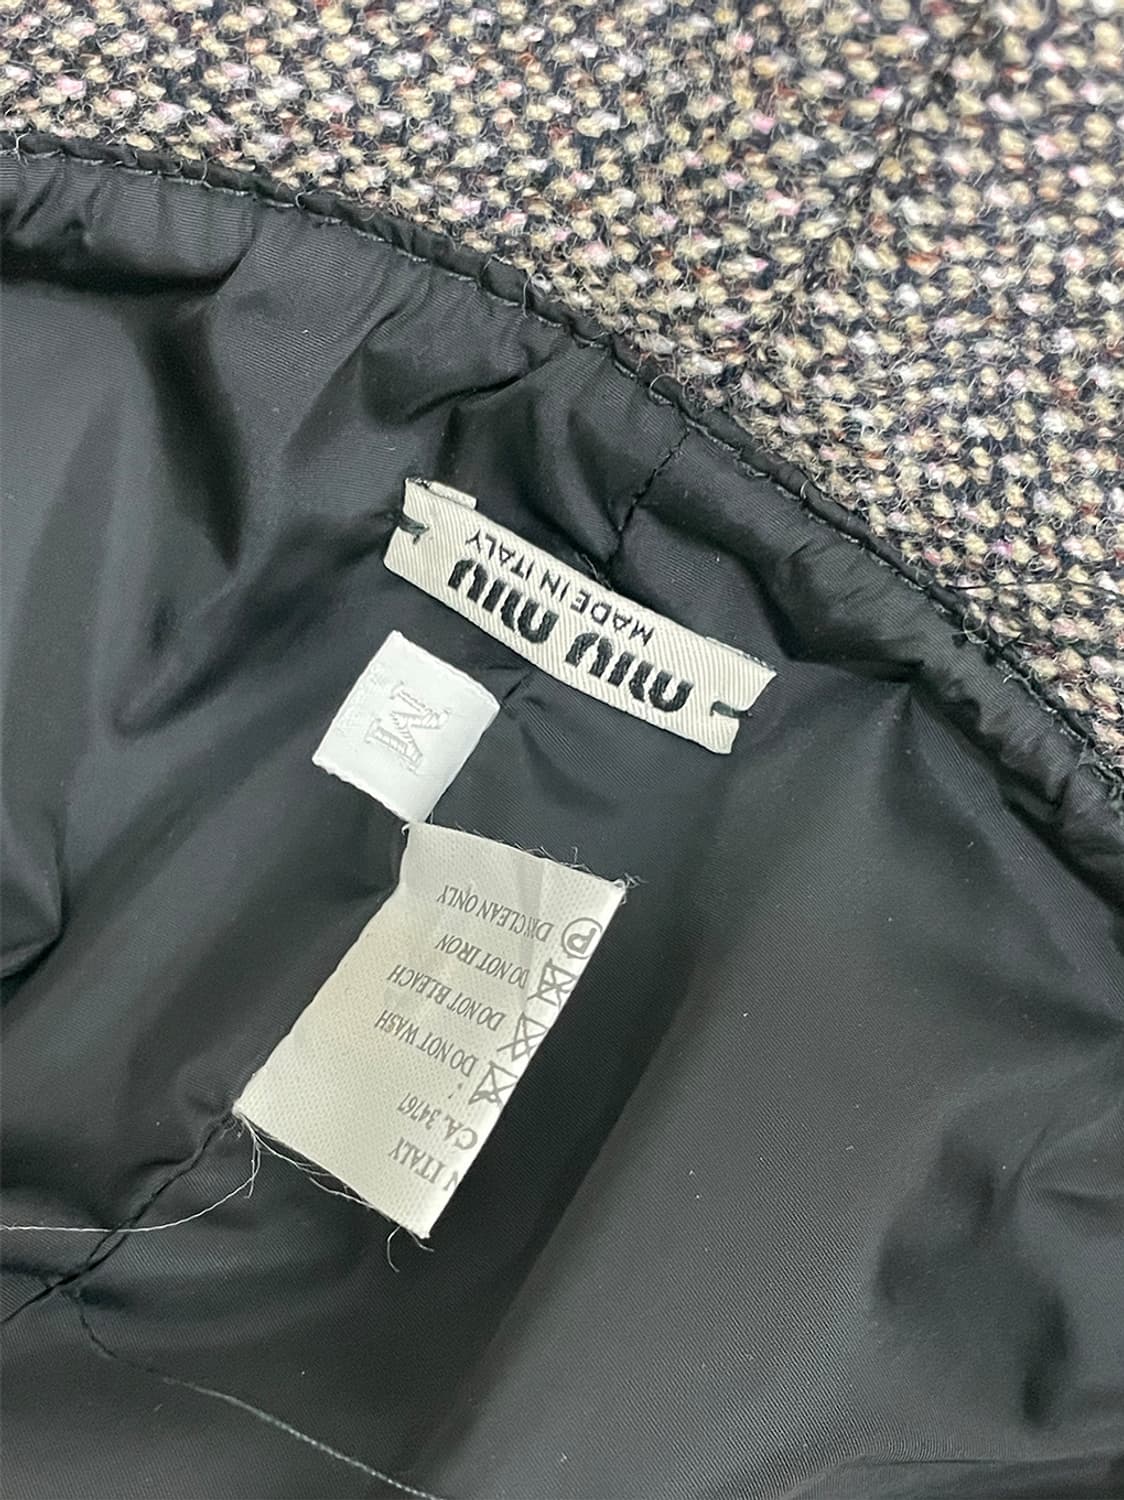 MIU MIU
MADE IN ITALY
M
N ITALY
CA. 34767
DO NOT WASH
DO NOT BLEACH
DO NOT IRON
P DRY CLEAN ONLY